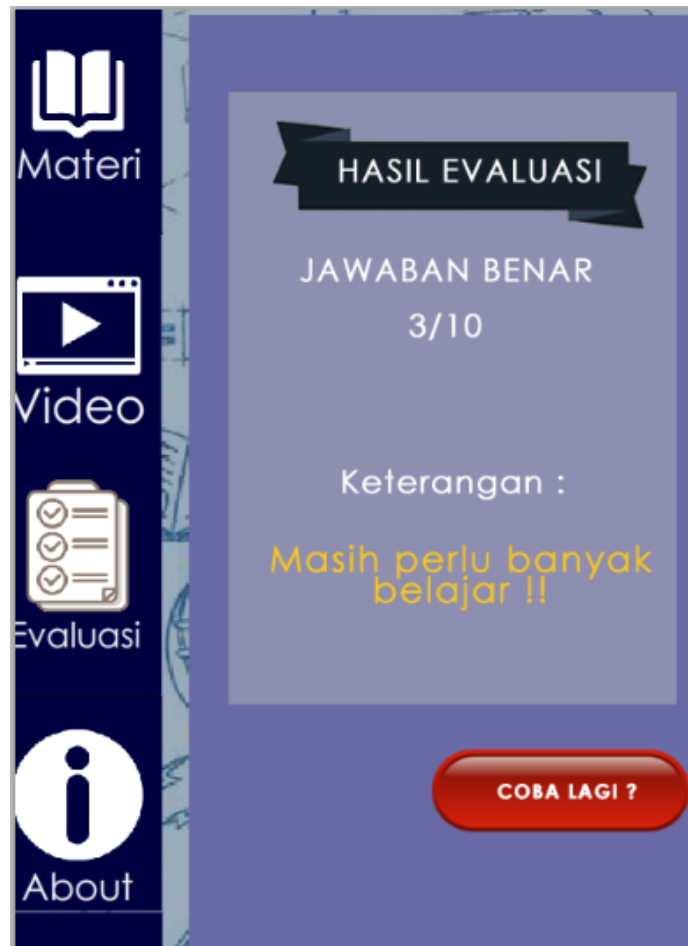 Materi
Video
Evaluasi
About
HASIL EVALUASI
JAWABAN BENAR
3/10
Keterangan :
Masih perlu banyak
belajar !!
COBA LAGI ?